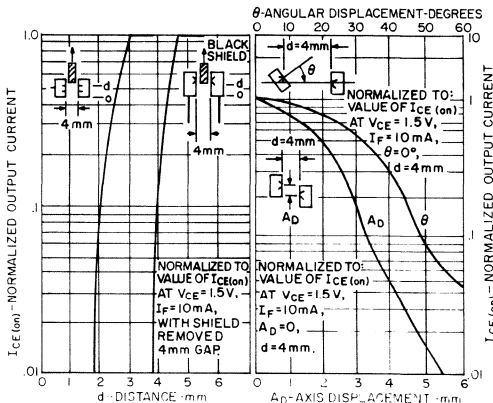 θ-ANGULAR DISPLACEMENT-DEGREES
0 10 20 30 40 50 60
BLACK
SHIELD
d
0
4mm
d
0
4mm
d=4mm
θ
NORMALIZED TO
VALUE OF ICE(on)
AT VCE=1.5V,
IF=10mA,
θ=0°,
d=4mm
d=4mm
AD
AD
θ
NORMALIZED TO
VALUE OF ICE(on)
AT VCE=1.5V,
IF=10mA,
WITH SHIELD
REMOVED
4mm GAP.
NORMALIZED TO
VALUE OF ICE(on)
AT VCE=1.5V,
IF=10mA,
AD=0,
d=4mm.
1.0
.1
.01
ICE(on)-NORMALIZED OUTPUT CURRENT
10
1
.1
.01
ICE(on)-NORMALIZED OUTPUT CURRENT
0 1 2 3 4 5 6
d-DISTANCE-mm
0 1 2 3 4 5 6
AD-AXIS DISPLACEMENT-mm